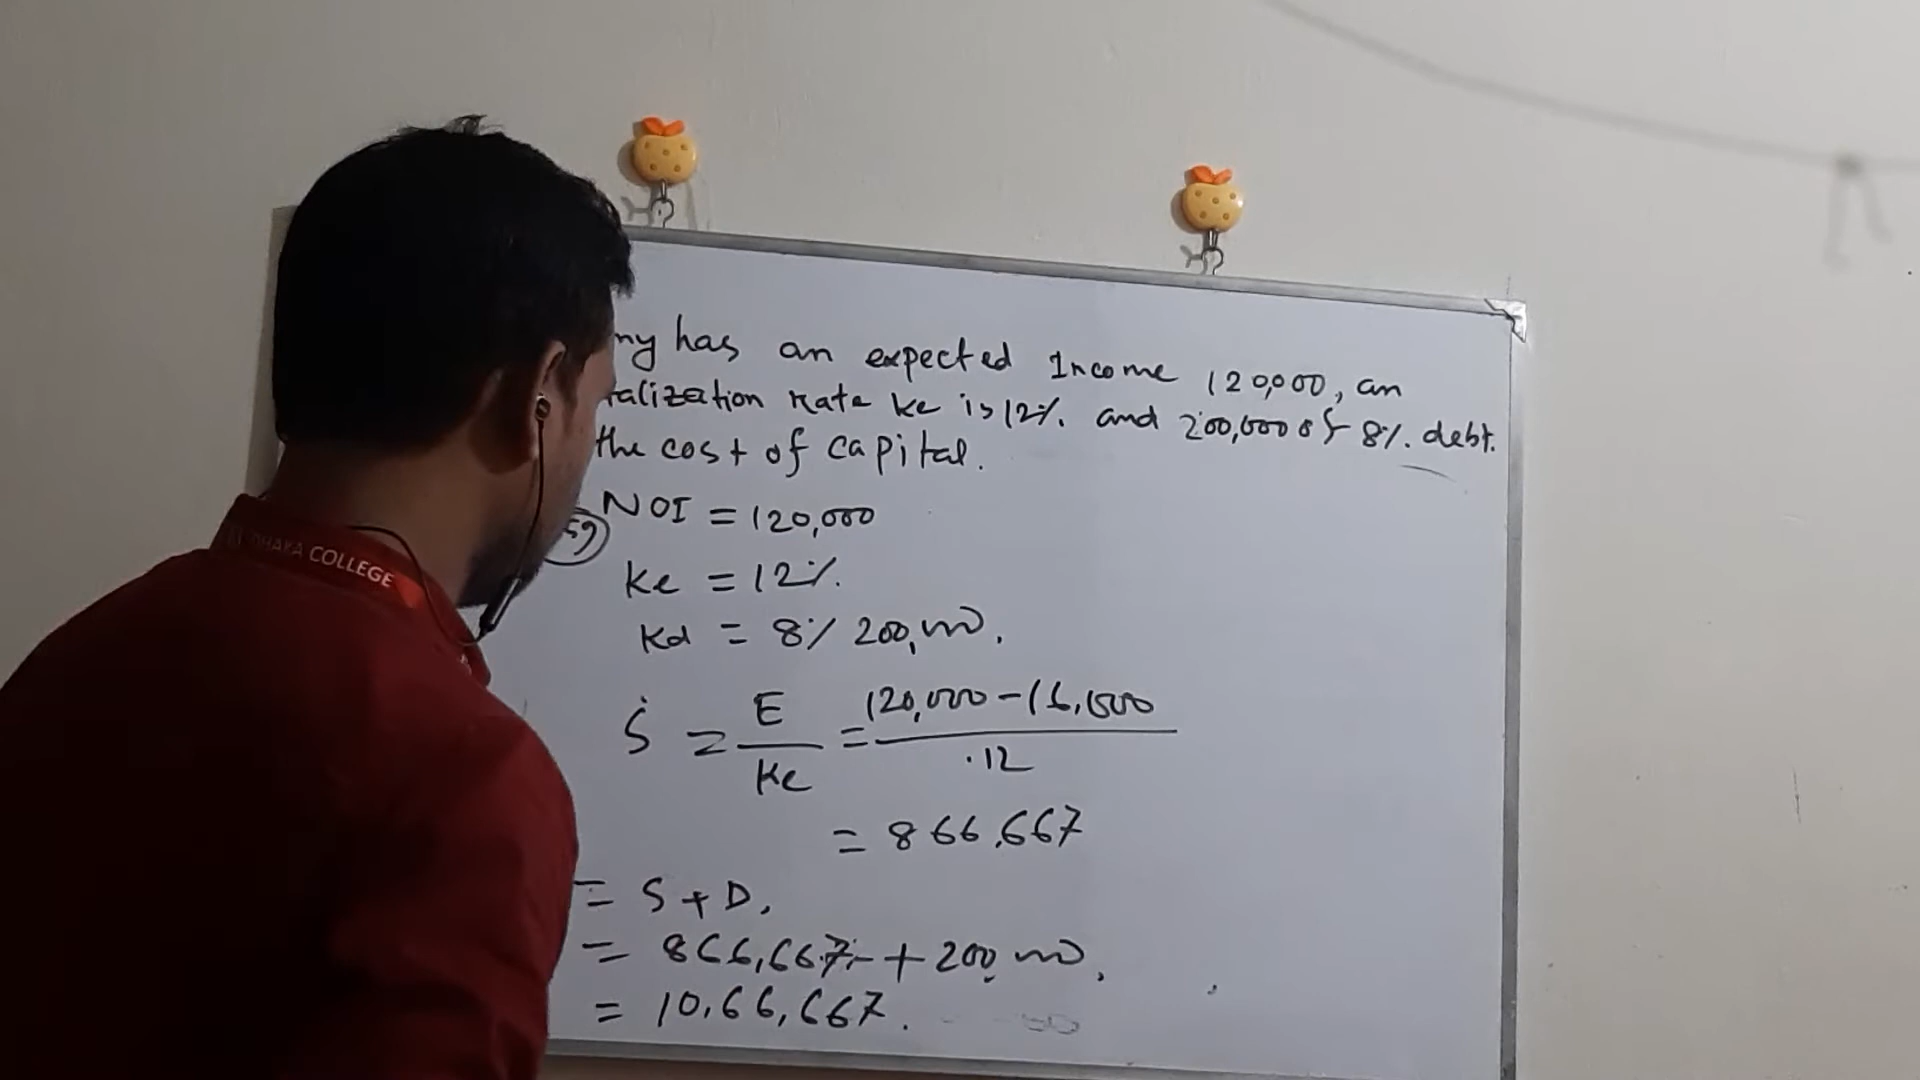 has an expected Income 120,000, an
rate ke is 12%. and 200,000 of 8%. debt.
the cost of capital.
NOI = 120,000
Ke = 12%.
Kd = 8% 200,000.
S = E/Ke = 120,000 - 16,000/.12
= 866,667
= S + D.
= 866,667 + 200,000.
= 10,66,667.
DHAKA COLLEGE